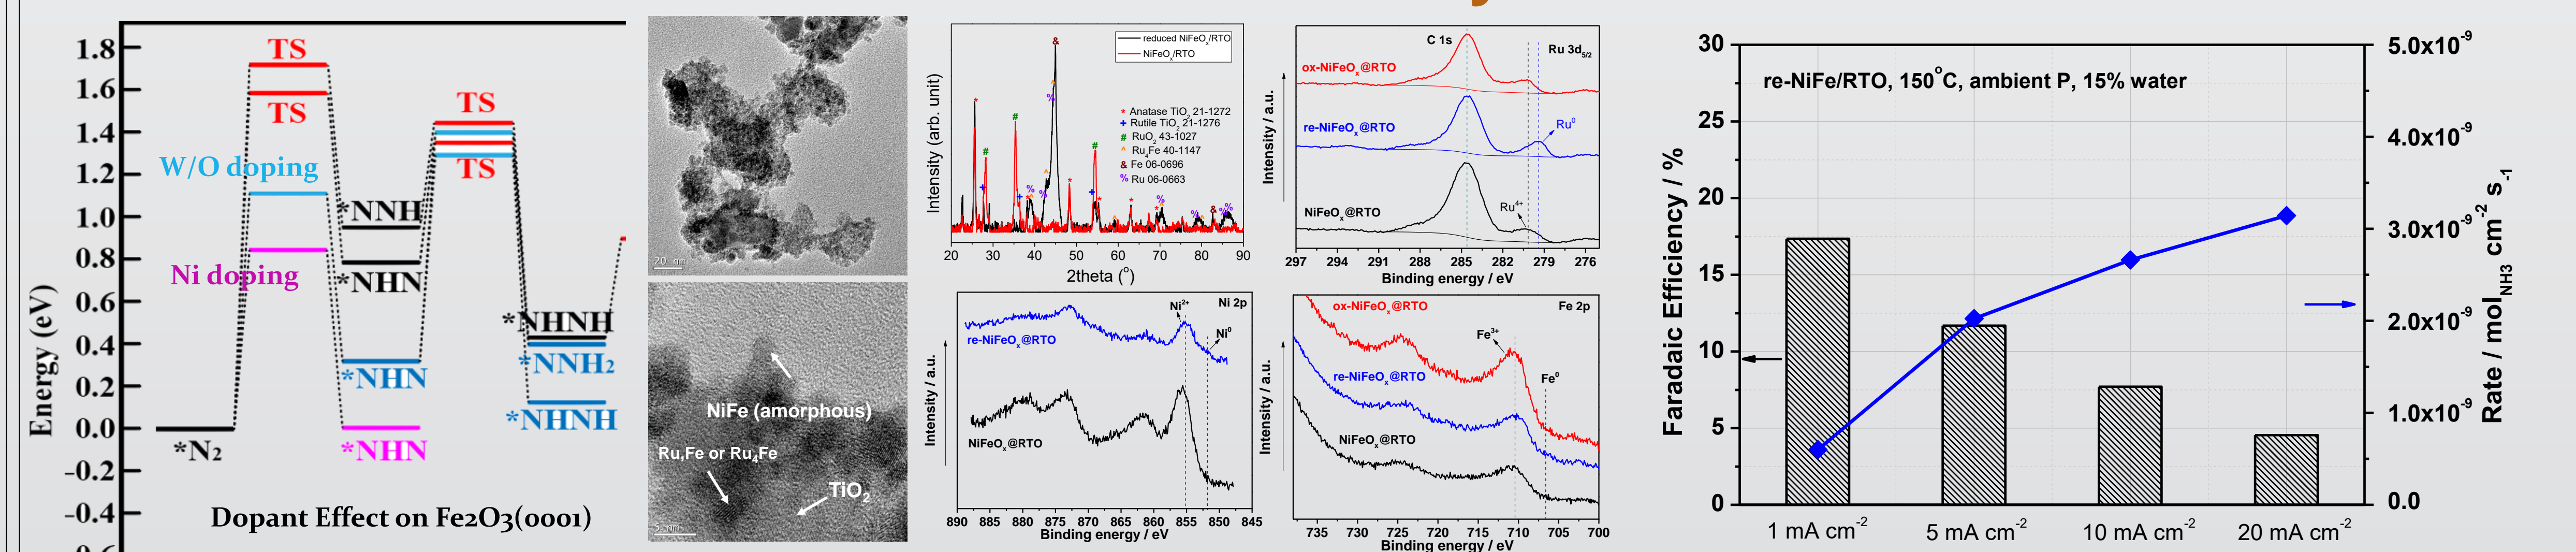 1.8
1.6
1.4
1.2
1.0
0.8
0.6
0.4
0.2
0.0
-0.2
-0.4
Energy (eV)
TS
TS
W/O doping
Ni doping
*N2
*NNH
*NHN
*NHN
*NHN
TS
TS
*NHNH
*NNH2
*NHNH
Dopant Effect on Fe2O3(0001)
20 nm
NiFe (amorphous)
Ru,Fe or Ru4Fe
TiO2
5 nm
Intensity (arb. unit)
reduced NiFeOx/RTO
NiFeOx/RTO
* Anatase TiO2 21-1272
+ Rutile TiO2 21-1276
# RuO2 43-1027
^ Ru4Fe 40-1147
& Fe 06-0696
% Ru 06-0663
20 30 40 50 60 70 80 90
2theta (°)
Intensity / a.u.
C 1s
Ru 3d5/2
ox-NiFeOx@RTO
re-NiFeOx@RTO
Ru0
NiFeOx@RTO
Ru4+
297 294 291 288 285 282 279 276
Binding energy / eV
Intensity / a.u.
Ni 2p
Ni2+
Ni0
re-NiFeOx@RTO
NiFeOx@RTO
890 885 880 875 870 865 860 855 850 845
Binding energy / eV
Intensity / a.u.
Fe 2p
ox-NiFeOx@RTO
Fe3+
Fe0
re-NiFeOx@RTO
NiFeOx@RTO
735 730 725 720 715 710 705 700
Binding energy / eV
re-NiFe/RTO, 150°C, ambient P, 15% water
Faradaic Efficiency / %
30
25
20
15
10
5
0
1 mA cm-2 5 mA cm-2 10 mA cm-2 20 mA cm-2
5.0x10-9
4.0x10-9
3.0x10-9
2.0x10-9
1.0x10-9
0.0
Rate / molNH3 cm-2 s-1